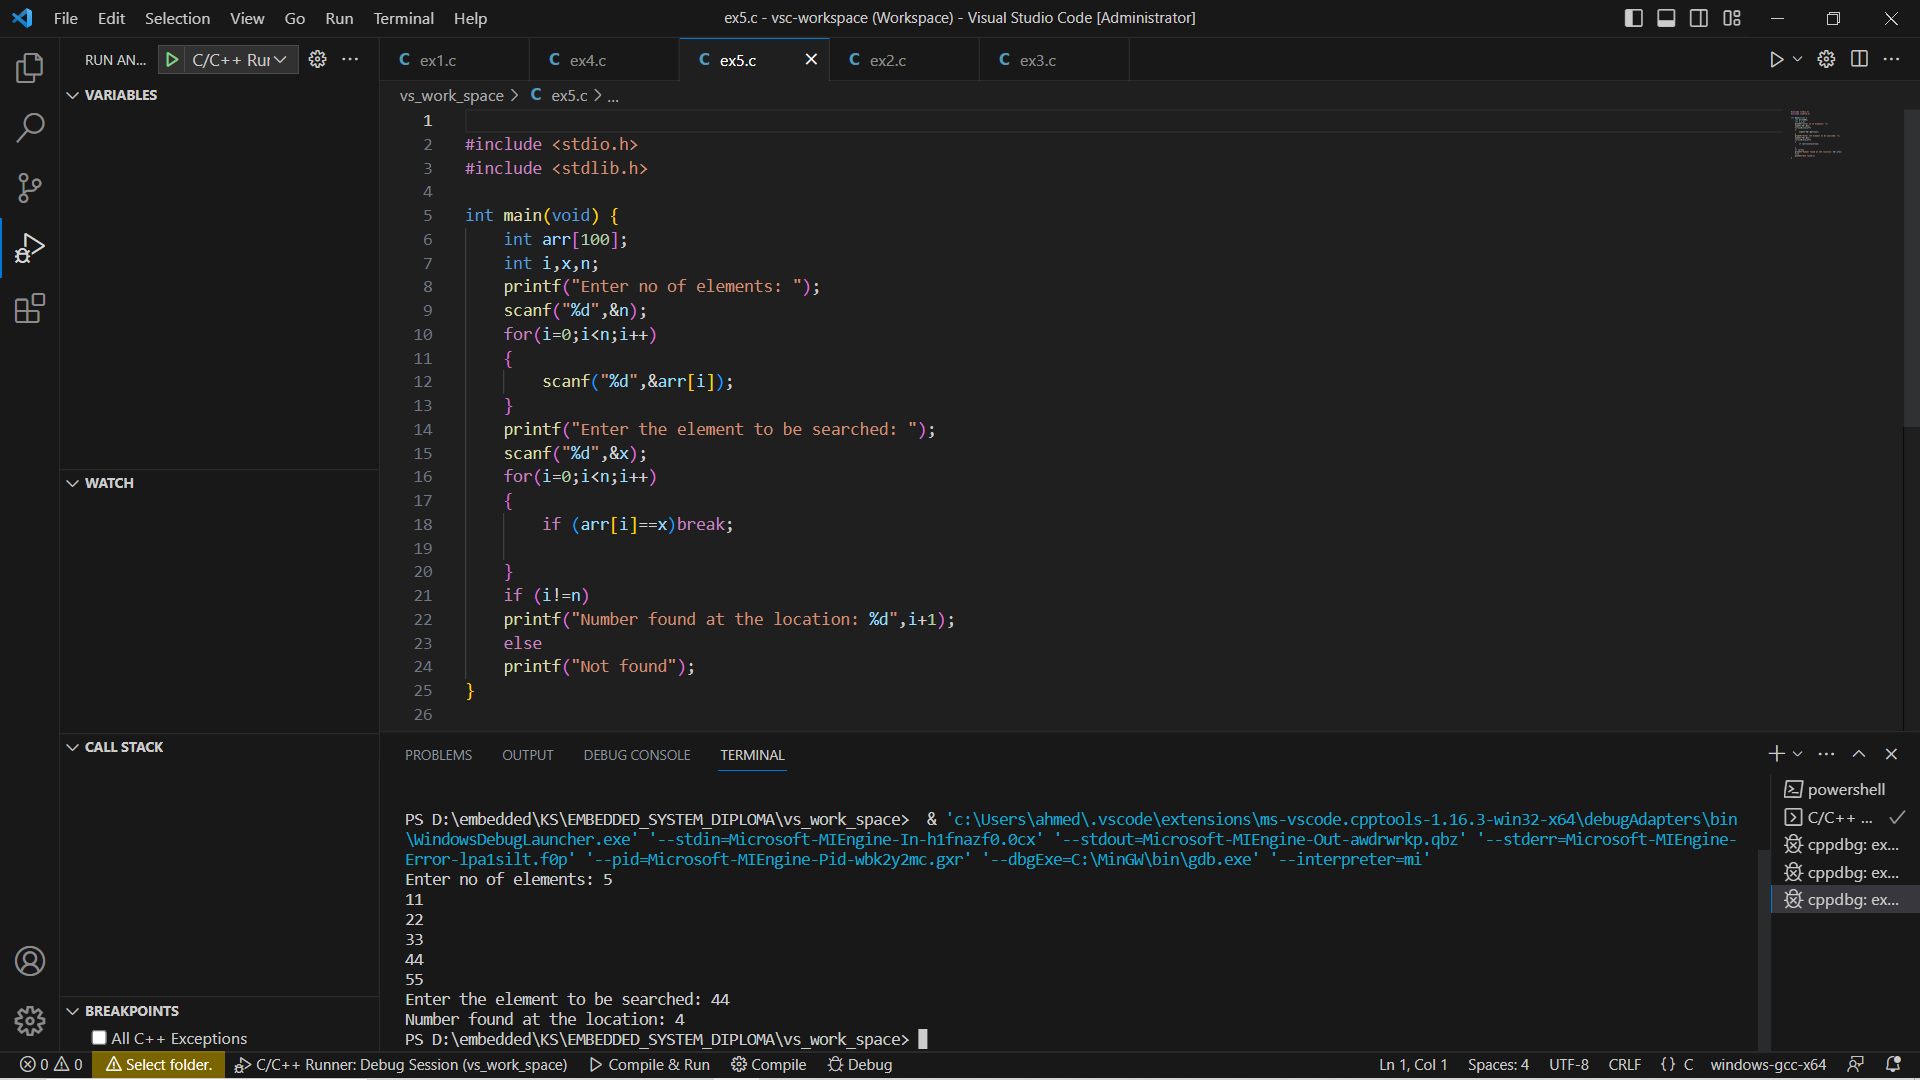 File Edit Selection View Go Run Terminal Help
ex5.c - vsc-workspace (Workspace) - Visual Studio Code [Administrator]
RUN AN... C/C++ Rur
C ex1.c
C ex4.c
C ex5.c
C ex2.c
C ex3.c
VARIABLES
vs_work_space > C ex5.c > ...
1
2 #include <stdio.h>
3 #include <stdlib.h>
4
5 int main(void) {
6 int arr[100];
7 int i,x,n;
8 printf("Enter no of elements: ");
9 scanf("%d",&n);
10 for(i=0;i<n;i++)
11 {
12 scanf("%d",&arr[i]);
13 }
14 printf("Enter the element to be searched: ");
15 scanf("%d",&x);
16 for(i=0;i<n;i++)
17 {
18 if (arr[i]==x)break;
19
20 }
21 if (i!=n)
22 printf("Number found at the location: %d",i+1);
23 else
24 printf("Not found");
25 }
26
WATCH
CALL STACK
BREAKPOINTS
All C++ Exceptions
PROBLEMS OUTPUT DEBUG CONSOLE TERMINAL
PS D:\embedded\KS\EMBEDDED_SYSTEM_DIPLOMA\vs_work_space> & 'c:\Users\ahmed\.vscode\extensions\ms-vscode.cpptools-1.16.3-win32-x64\debugAdapters\bin
\WindowsDebugLauncher.exe' '--stdin=Microsoft-MIEngine-In-h1fnazf0.0cx' '--stdout=Microsoft-MIEngine-Out-awdrwrkp.qbz' '--stderr=Microsoft-MIEngine-
Error-lpa1silt.f0p' '--pid=Microsoft-MIEngine-Pid-wbk2y2mc.gxr' '--dbgExe=C:\MinGW\bin\gdb.exe' '--interpreter=mi'
Enter no of elements: 5
11
22
33
44
55
Enter the element to be searched: 44
Number found at the location: 4
PS D:\embedded\KS\EMBEDDED_SYSTEM_DIPLOMA\vs_work_space>
powershell
C/C++ ...
cppdbg: ex...
cppdbg: ex...
cppdbg: ex...
0 0 Select folder. C/C++ Runner: Debug Session (vs_work_space) Compile & Run Compile Debug
Ln 1, Col 1 Spaces: 4 UTF-8 CRLF {} C windows-gcc-x64